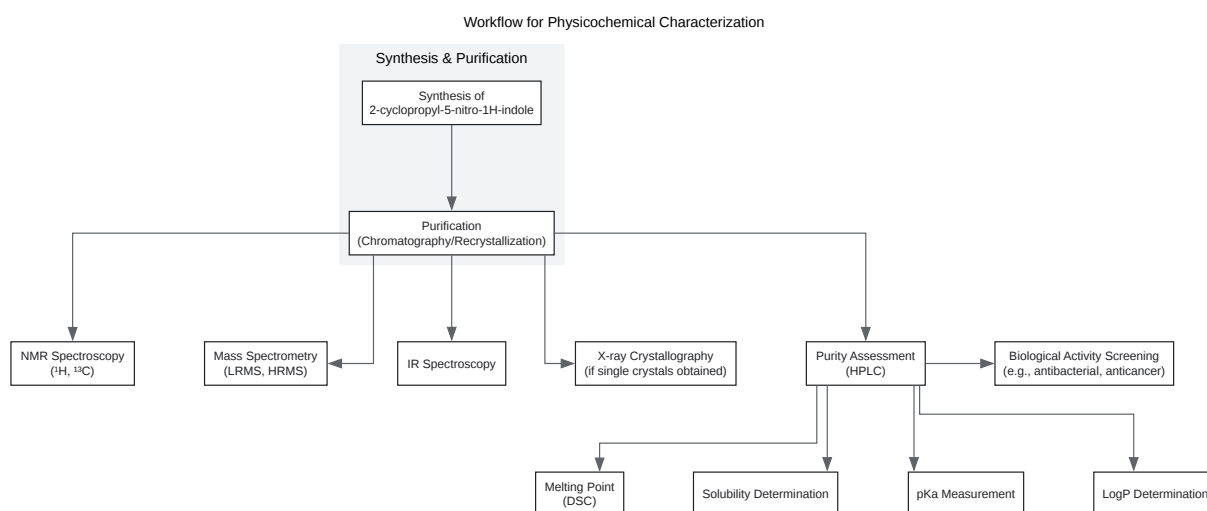 Workflow for Physicochemical Characterization
Synthesis & Purification
Synthesis of
2-cyclopropyl-5-nitro-1H-indole
Purification
(Chromatography/Recrystallization)
NMR Spectroscopy
(¹H, ¹³C)
Mass Spectrometry
(LRMS, HRMS)
IR Spectroscopy
X-ray Crystallography
(if single crystals obtained)
Purity Assessment
(HPLC)
Biological Activity Screening
(e.g., antibacterial, anticancer)
Melting Point
(DSC)
Solubility Determination
pKa Measurement
LogP Determination